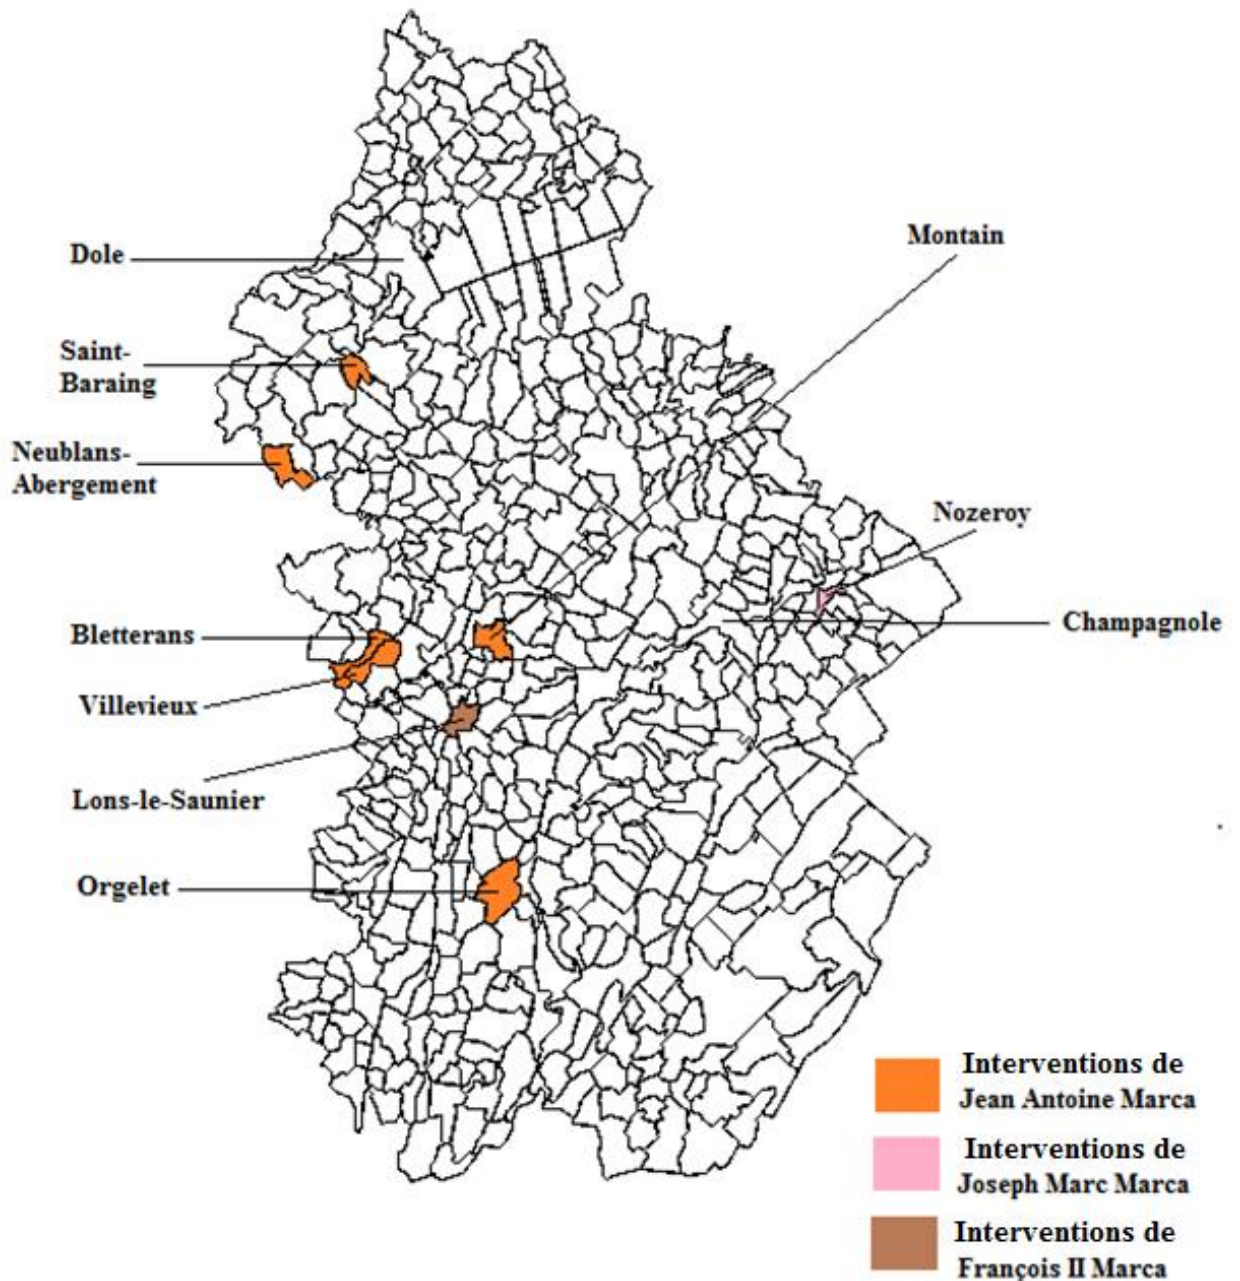 Montain
Dole
Saint-
Baraing
Neublans-
Abergement
Nozeroy
Champagnole
Bletterans
Villevieux
Lons-le-Saunier
Orgelet
Interventions de
Jean Antoine Marca
Interventions de
Joseph Marc Marca
Interventions de
François II Marca